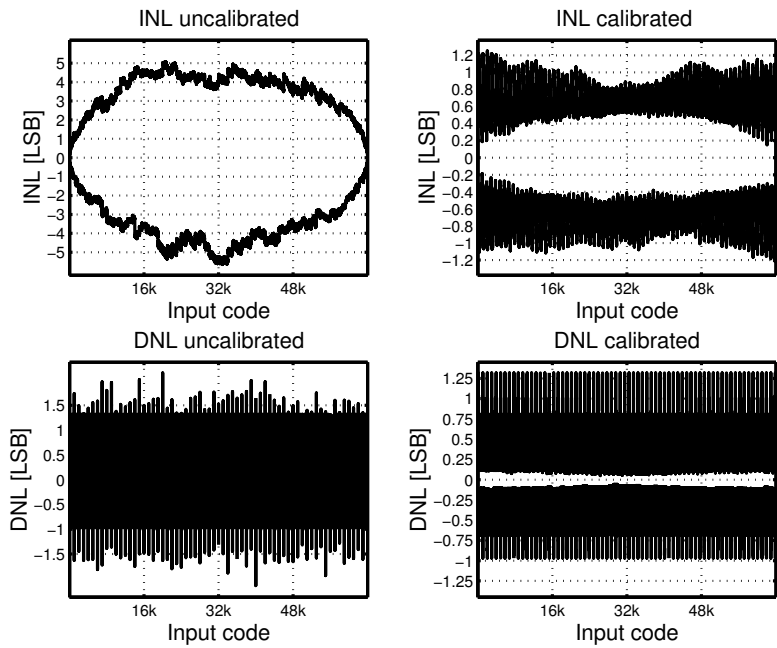 INL uncalibrated
INL [LSB]
5
4
3
2
1
0
−1
−2
−3
−4
−5
16k 32k 48k
Input code
INL calibrated
INL [LSB]
1.2
1
0.8
0.6
0.4
0.2
0
−0.2
−0.4
−0.6
−0.8
−1
−1.2
16k 32k 48k
Input code
DNL uncalibrated
DNL [LSB]
1.5
1
0.5
0
−0.5
−1
−1.5
16k 32k 48k
Input code
DNL calibrated
DNL [LSB]
1.25
1
0.75
0.5
0.25
0
−0.25
−0.5
−0.75
−1
−1.25
16k 32k 48k
Input code